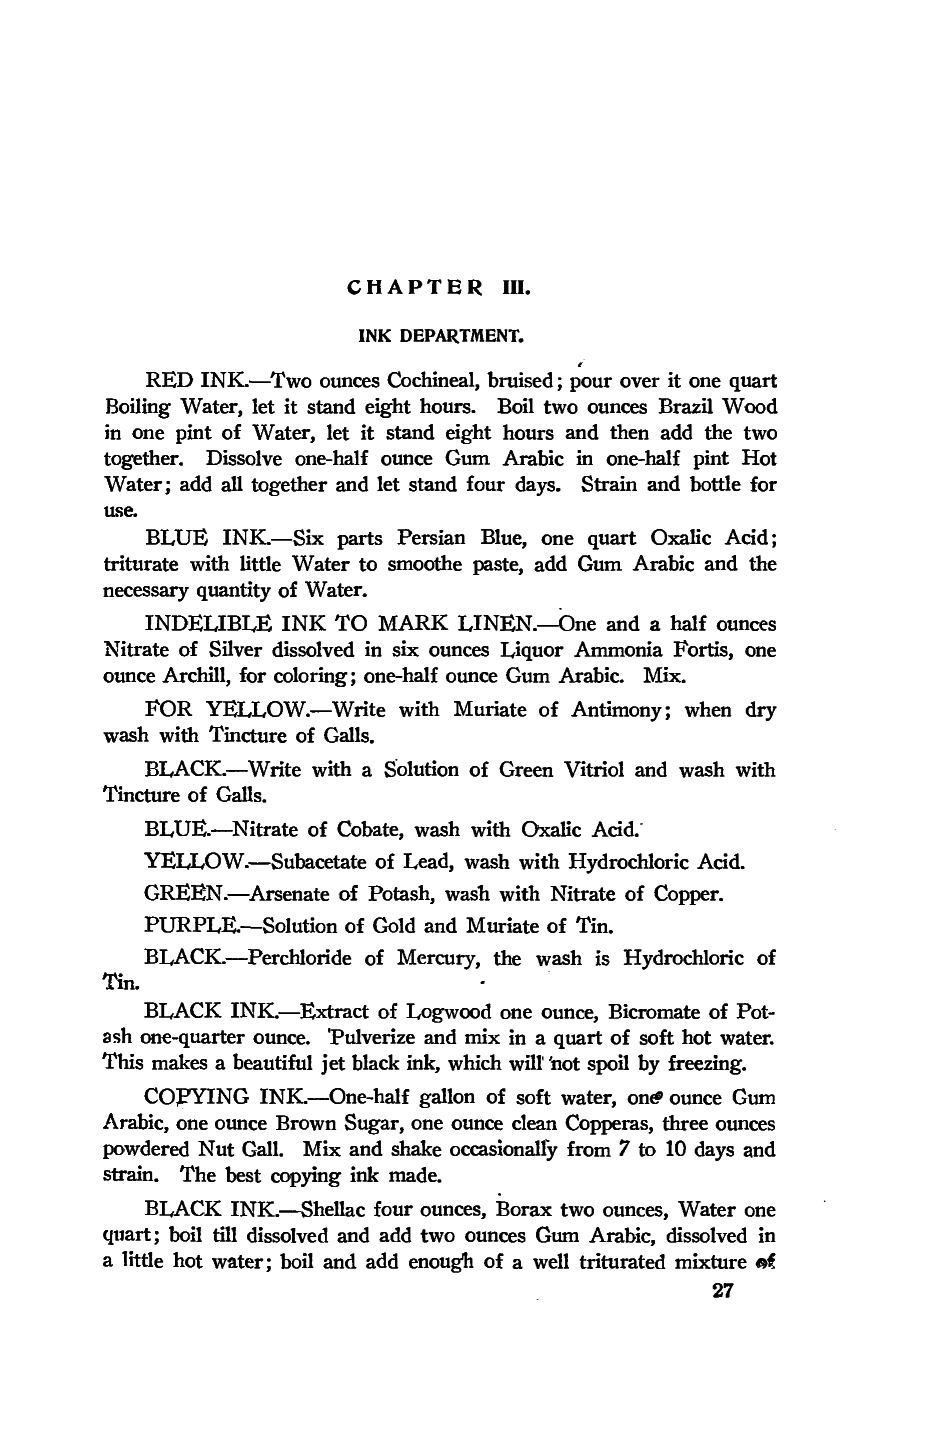 CHAPTER III.
INK DEPARTMENT.
RED INK.—Two ounces Cochineal, bruised; pour over it one quart
Boiling Water, let it stand eight hours. Boil two ounces Brazil Wood
in one pint of Water, let it stand eight hours and then add the two
together. Dissolve one-half ounce Gum Arabic in one-half pint Hot
Water; add all together and let stand four days. Strain and bottle for
use.
BLUE INK.—Six parts Persian Blue, one quart Oxalic Acid;
triturate with little Water to smoothe paste, add Gum Arabic and the
necessary quantity of Water.
INDELIBLE INK TO MARK LINEN.—One and a half ounces
Nitrate of Silver dissolved in six ounces Liquor Ammonia Fortis, one
ounce Archill, for coloring; one-half ounce Gum Arabic. Mix.
FOR YELLOW.—Write with Muriate of Antimony; when dry
wash with Tincture of Galls.
BLACK.—Write with a Solution of Green Vitriol and wash with
Tincture of Galls.
BLUE.—Nitrate of Cobate, wash with Oxalic Acid.
YELLOW.—Subacetate of Lead, wash with Hydrochloric Acid.
GREEN.—Arsenate of Potash, wash with Nitrate of Copper.
PURPLE.—Solution of Gold and Muriate of Tin.
BLACK.—Perchloride of Mercury, the wash is Hydrochloric of
Tin.
BLACK INK.—Extract of Logwood one ounce, Bicromate of Pot-
ash one-quarter ounce. Pulverize and mix in a quart of soft hot water.
This makes a beautiful jet black ink, which will not spoil by freezing.
COPYING INK.—One-half gallon of soft water, one ounce Gum
Arabic, one ounce Brown Sugar, one ounce clean Copperas, three ounces
powdered Nut Gall. Mix and shake occasionally from 7 to 10 days and
strain. The best copying ink made.
BLACK INK.—Shellac four ounces, Borax two ounces, Water one
quart; boil till dissolved and add two ounces Gum Arabic, dissolved in
a little hot water; boil and add enough of a well triturated mixture of
27